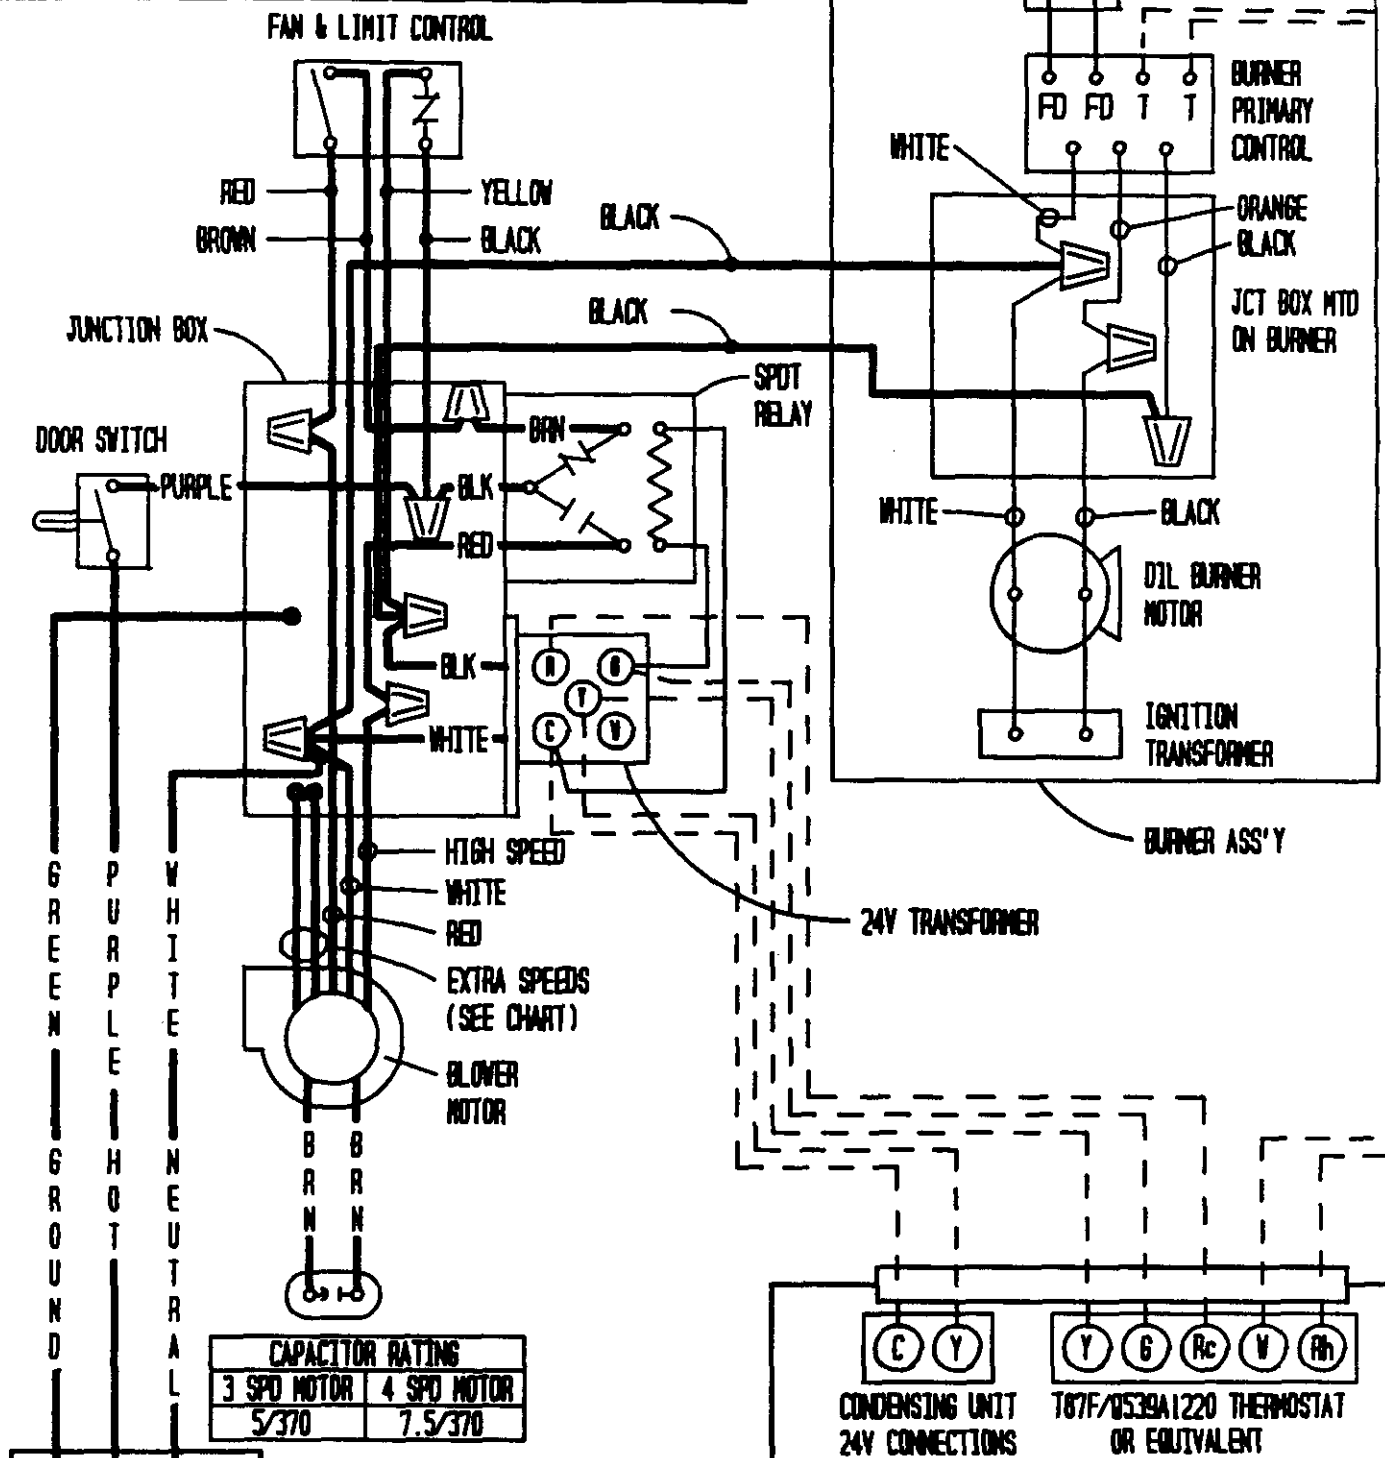 FAN & LIMIT CONTROL
RED
YELLOW
BROWN
BLACK
BLACK
BLACK
JUNCTION BOX
SPDT
RELAY
DOOR SWITCH
PURPLE
BRN
BLK
RED
BLK
WHITE
R
G
T
C
HIGH SPEED
WHITE
RED
EXTRA SPEEDS
(SEE CHART)
BLOWER
MOTOR
24V TRANSFORMER
GREEN GROUND
PURPLE HOT
WHITE NEUTRAL
BRN
BRN
CAPACITOR RATING
3 SPD MOTOR 4 SPD MOTOR
5/370 7.5/370
FD FD T T
BURNER
PRIMARY
CONTROL
WHITE
ORANGE
BLACK
JCT BOX MTD
ON BURNER
WHITE
BLACK
OIL BURNER
MOTOR
IGNITION
TRANSFORMER
BURNER ASS'Y
C Y
Y G Rc W Rh
CONDENSING UNIT
24V CONNECTIONS
T87F/Q539A1220 THERMOSTAT
OR EQUIVALENT